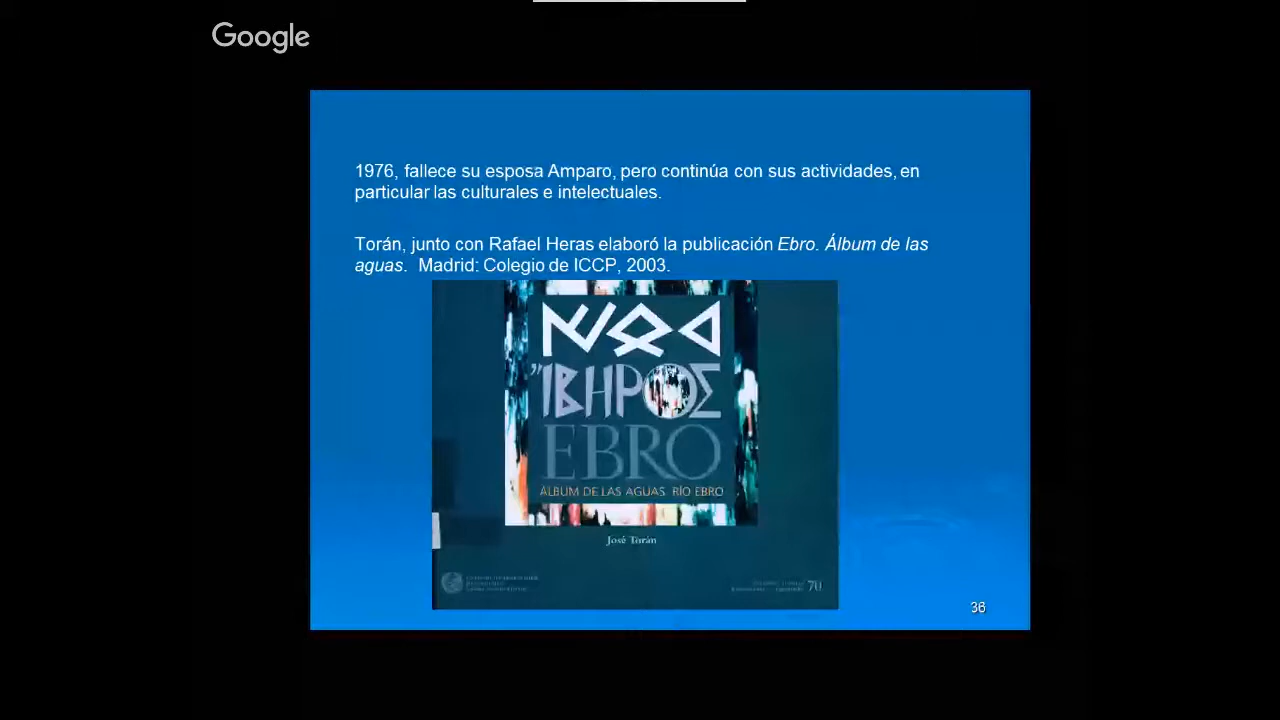 Google
1976, fallece su esposa Amparo, pero continúa con sus actividades, en
particular las culturales e intelectuales.
Torán, junto con Rafael Heras elaboró la publicación Ebro. Álbum de las
aguas. Madrid: Colegio de ICCP, 2003.
ἼΒΗΡΟΣ
EBRO
ÁLBUM DE LAS AGUAS RÍO EBRO
José Torán
70
36